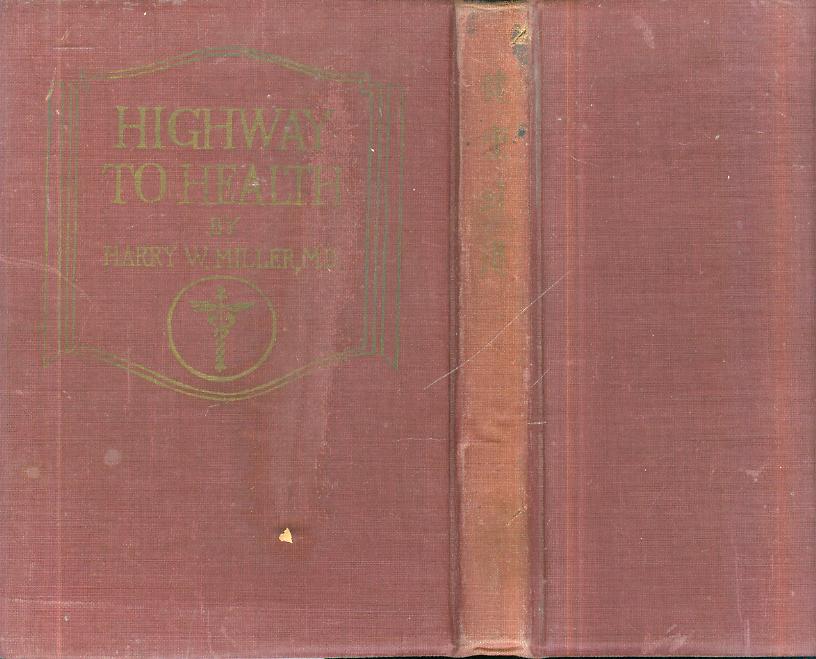 HIGHWAY
TO HEALTH
BY
HARRY W. MILLER, M.D.